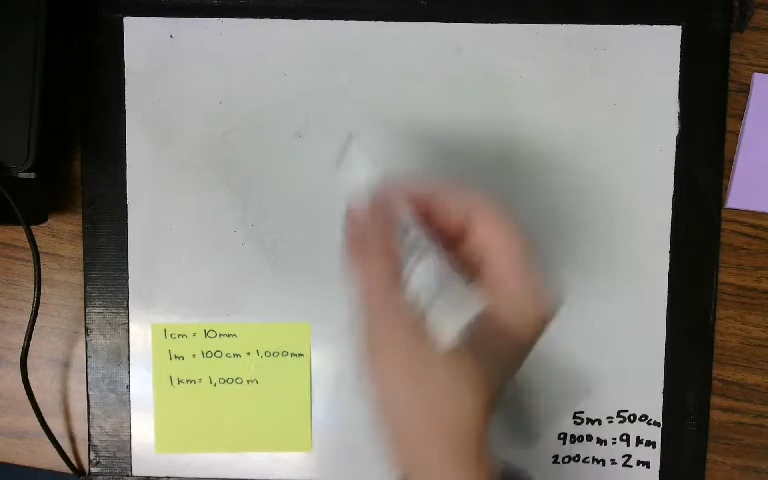 1cm = 10mm
1m = 100cm = 1,000mm
1km = 1,000m
5m = 500cm
9000m = 9km
200cm = 2m